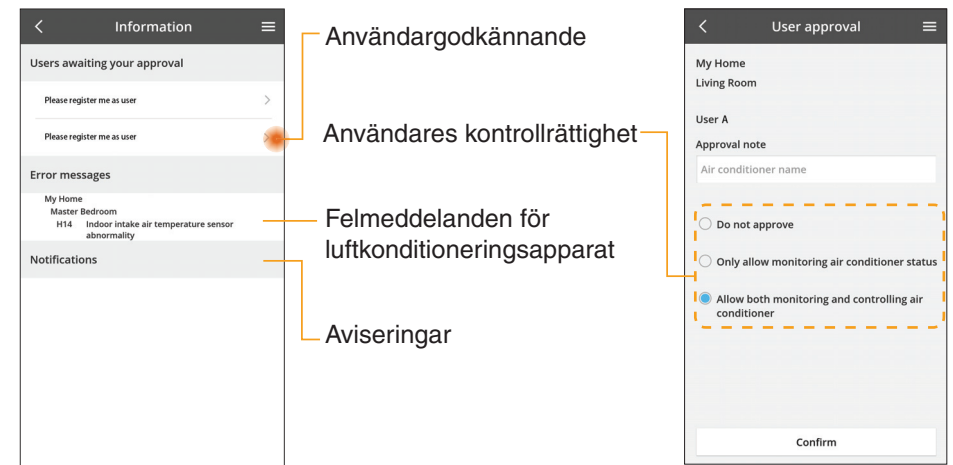 Information
Users awaiting your approval
Please register me as user
Please register me as user
Error messages
My Home
Master Bedroom
H14 Indoor intake air temperature sensor
abnormality
Notifications
Användargodkännande
Användares kontrollrättighet
Felmeddelanden för
luftkonditioneringsapparat
Aviseringar
User approval
My Home
Living Room
User A
Approval note
Air conditioner name
Do not approve
Only allow monitoring air conditioner status
Allow both monitoring and controlling air
conditioner
Confirm